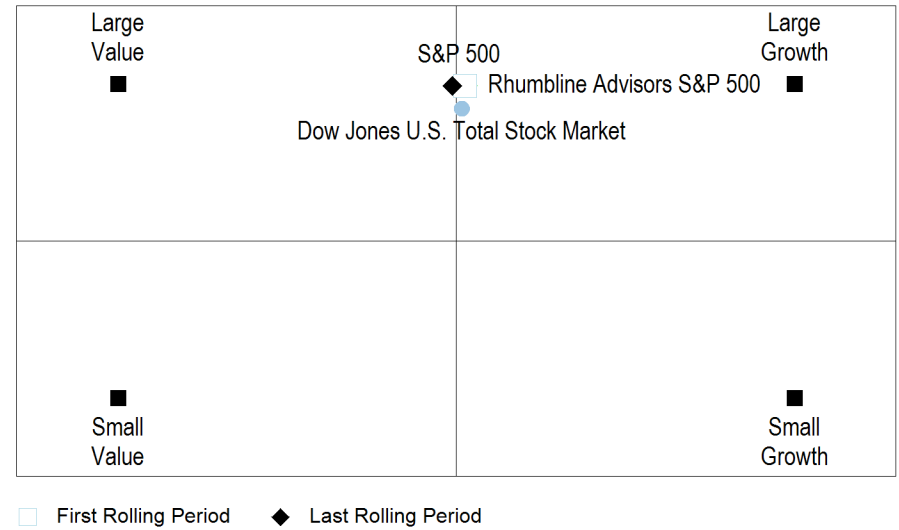 Large
Value
Large
Growth
S&P 500
Rhumbline Advisors S&P 500
Dow Jones U.S. Total Stock Market
Small
Value
Small
Growth
First Rolling Period
Last Rolling Period